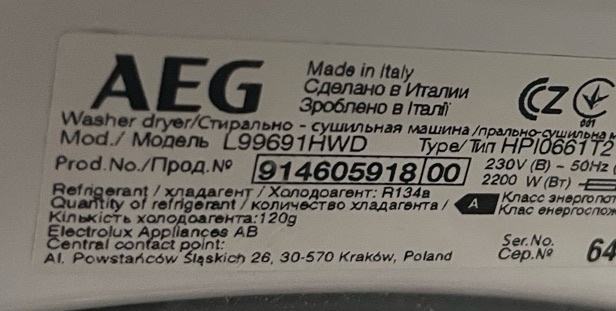 AEG
Made in Italy
Сделано в Италии
Зроблено в Італії
001
Washer dryer/Стирально - сушильная машина/прально-сушильна
Mod./ Модель L99691HWD Type/Тип HPI0661T2
Prod.No./Прод.№ 914605918 00 230V (В) ~ 50Hz
2200 W (Вт)
Refrigerant / хладагент / Холодоагент: R134a
Quantity of refrigerant / количество хладагента /
Кількість холодоагента:120g
A Класс энергопот
Клас енергоспож
Electrolux Appliances AB
Central contact point:
Al. Powstańców Śląskich 26, 30-570 Kraków, Poland
Ser.No.
Сер.№ 64